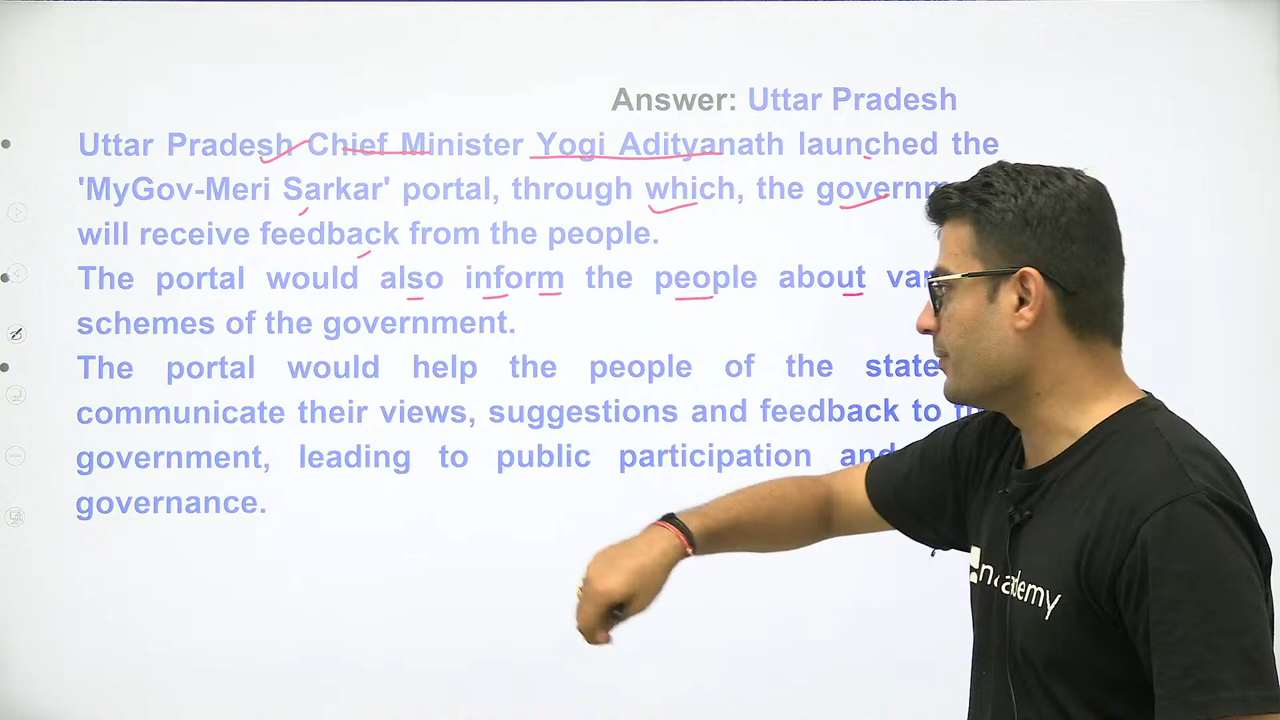 Answer: Uttar Pradesh
Uttar Pradesh Chief Minister Yogi Adityanath launched the
'MyGov-Meri Sarkar' portal, through which, the
will receive feedback from the people.
The portal would also inform the people about
schemes of the government.
The portal would help the people of the state
communicate their views, suggestions and feedback to
government, leading to public participation and
governance.